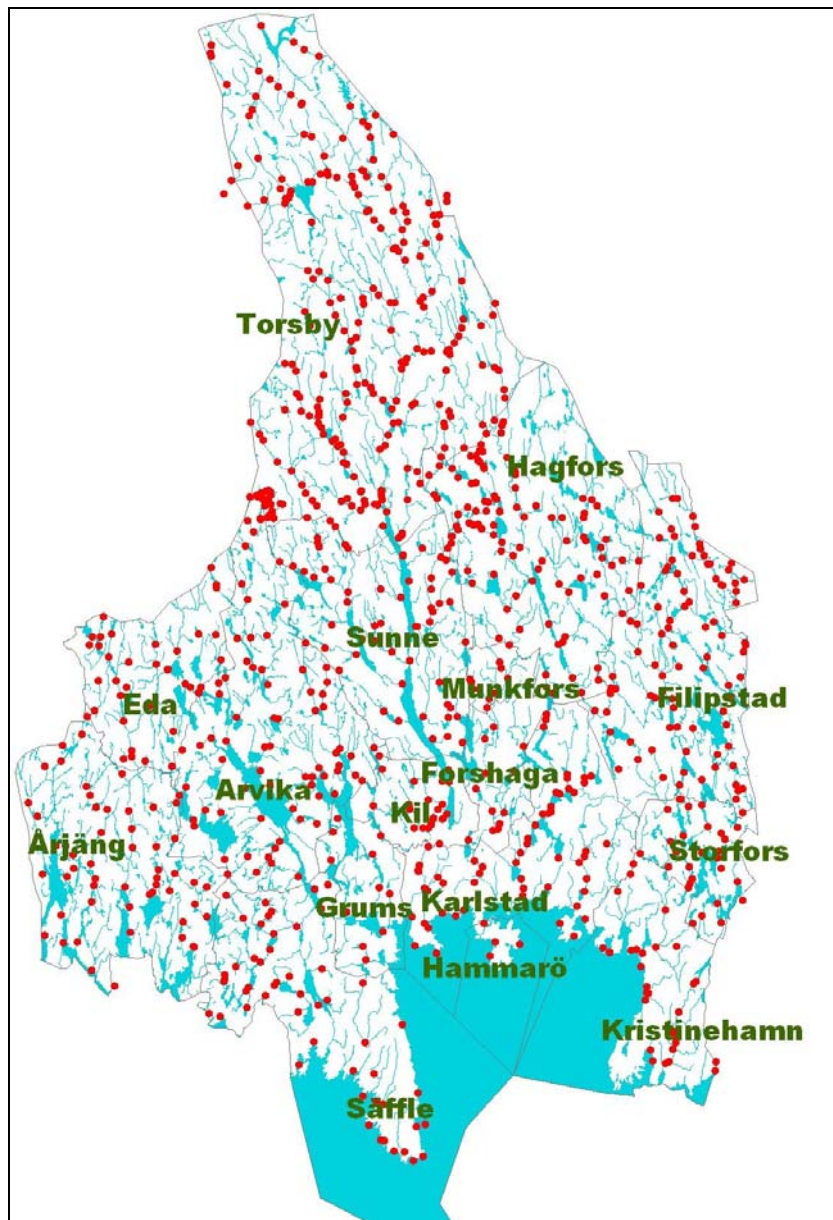 Torsby
Hagfors
Sunne
Munkfors
Filipstad
Eda
Forshaga
Arvika
Kil
Årjäng
Storfors
Grums
Karlstad
Hammarö
Kristinehamn
Säffle